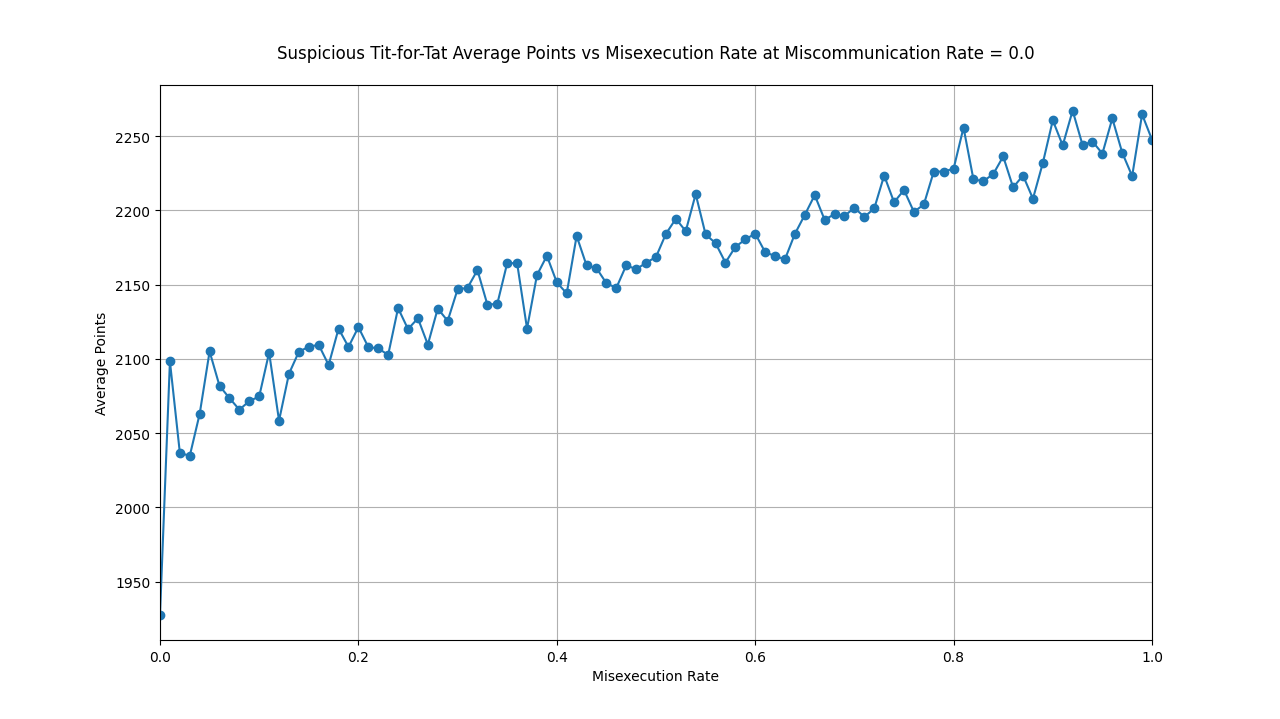 Suspicious Tit-for-Tat Average Points vs Misexecution Rate at Miscommunication Rate = 0.0
2250
2200
2150
2100
2050
2000
1950
Average Points
0.0 0.2 0.4 0.6 0.8 1.0
Misexecution Rate